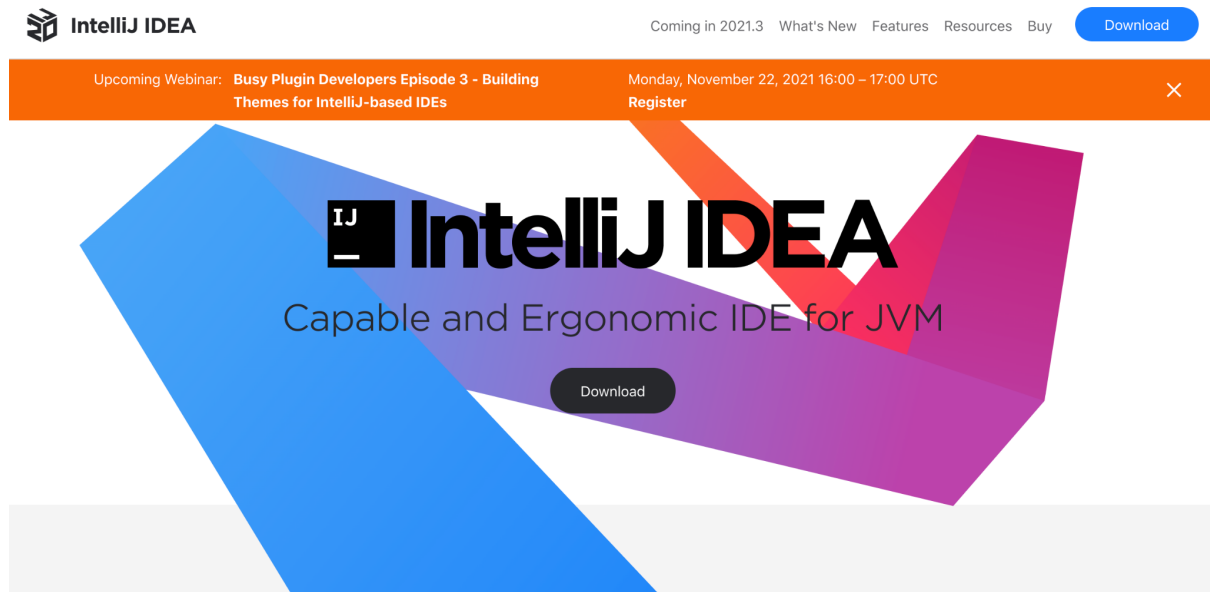 IntelliJ IDEA
Coming in 2021.3 What's New Features Resources Buy Download
Upcoming Webinar: Busy Plugin Developers Episode 3 - Building Monday, November 22, 2021 16:00 – 17:00 UTC
Themes for IntelliJ-based IDEs Register
IJ IntelliJ IDEA
Capable and Ergonomic IDE for JVM
Download